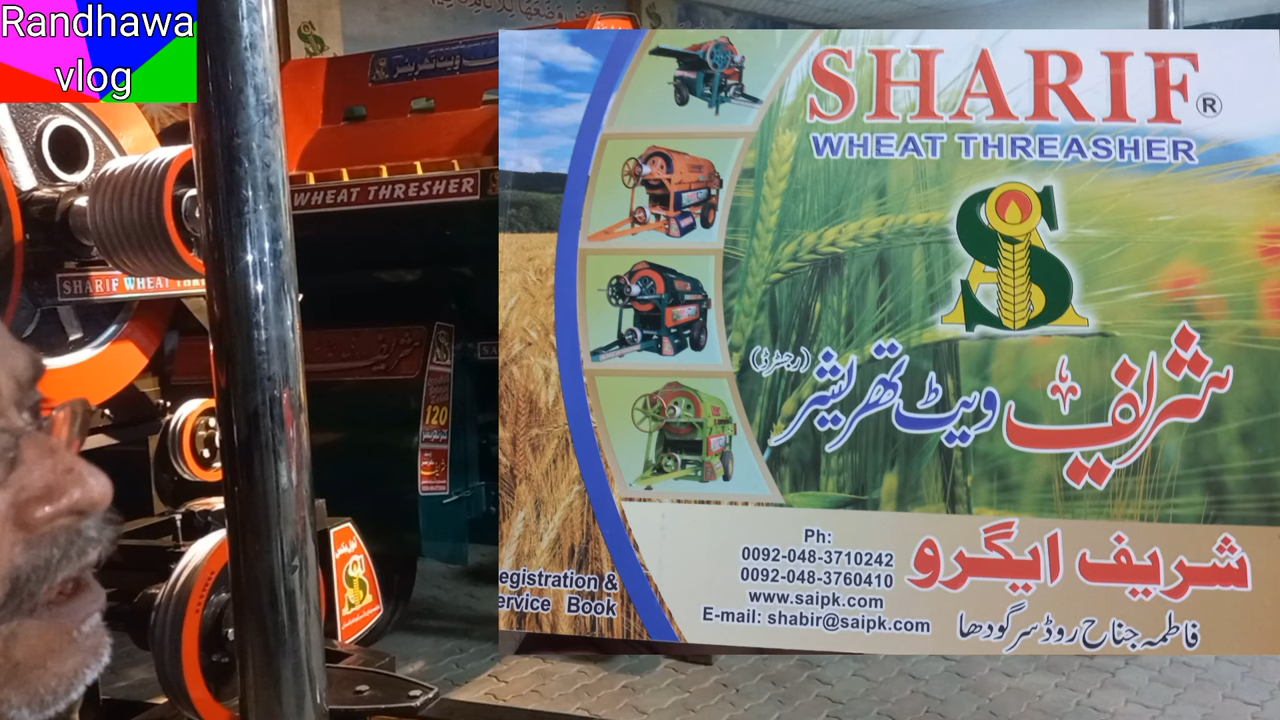 Randhawa
vlog
WHEAT THRESHER
SHARIF WHEAT
120
SHARIF®
WHEAT THREASHER
SA
(رجسٹرڈ)
شریف ویٹ تھریشر
شریف ایگرو
فاطمہ جناح روڈ سرگودھا
Ph:
0092-048-3710242
0092-048-3760410
www.saipk.com
E-mail: shabir@saipk.com
egistration &
ervice Book